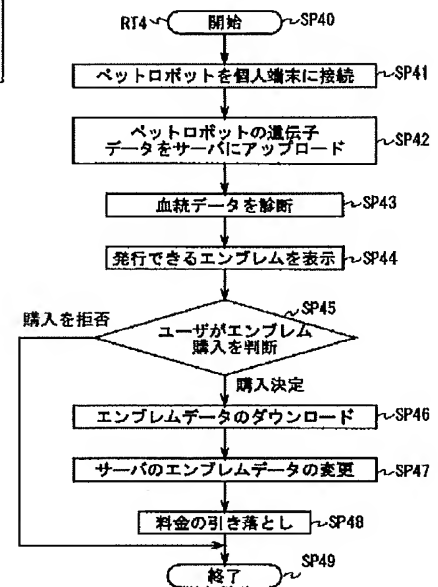 RT4
開始
SP40
ペットロボットを個人端末に接続
SP41
ペットロボットの遺伝子
データをサーバにアップロード
SP42
血統データを診断
SP43
発行できるエンブレムを表示
SP44
SP45
購入を拒否
ユーザがエンブレム
購入を判断
購入決定
エンブレムデータのダウンロード
SP46
サーバのエンブレムデータの変更
SP47
料金の引き落とし
SP48
終了
SP49